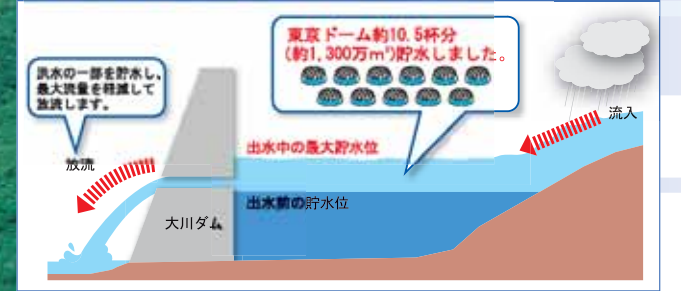 東京ドーム約10.5杯分
(約1,300万m³)貯水しました。
洪水の一部を貯水し、
最大流量を軽減して
放流します。
流入
出水中の最大貯水位
放流
出水前の貯水位
大川ダム